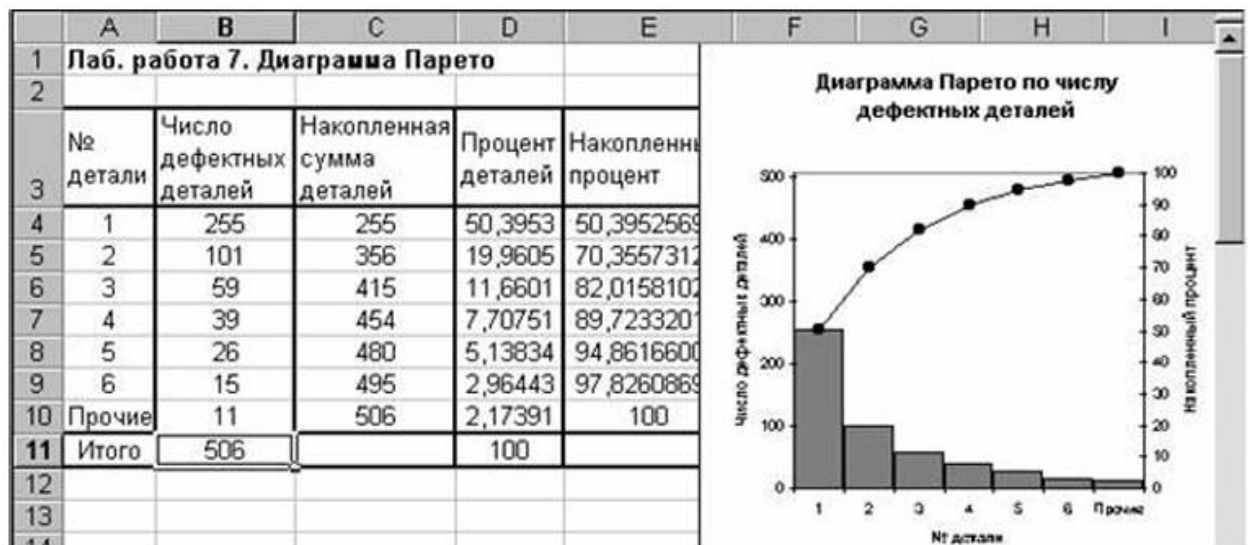 A B C D E F G H I
1 Лаб. работа 7. Диаграмма Парето
2
3 № детали Число дефектных деталей Накопленная сумма деталей Процент деталей Накопленны процент
4 1 255 255 50,3953 50,3952569
5 2 101 356 19,9605 70,3557312
6 3 59 415 11,6601 82,0158102
7 4 39 454 7,70751 89,7233201
8 5 26 480 5,13834 94,8616600
9 6 15 495 2,96443 97,8260869
10 Прочие 11 506 2,17391 100
11 Итого 506 100
12
13
Диаграмма Парето по числу
дефектных деталей
500
400
300
200
100
0
Число дефектных деталей
100
90
80
70
60
50
40
30
20
10
0
Накопленный процент
1 2 3 4 5 6 Прочие
№ детали